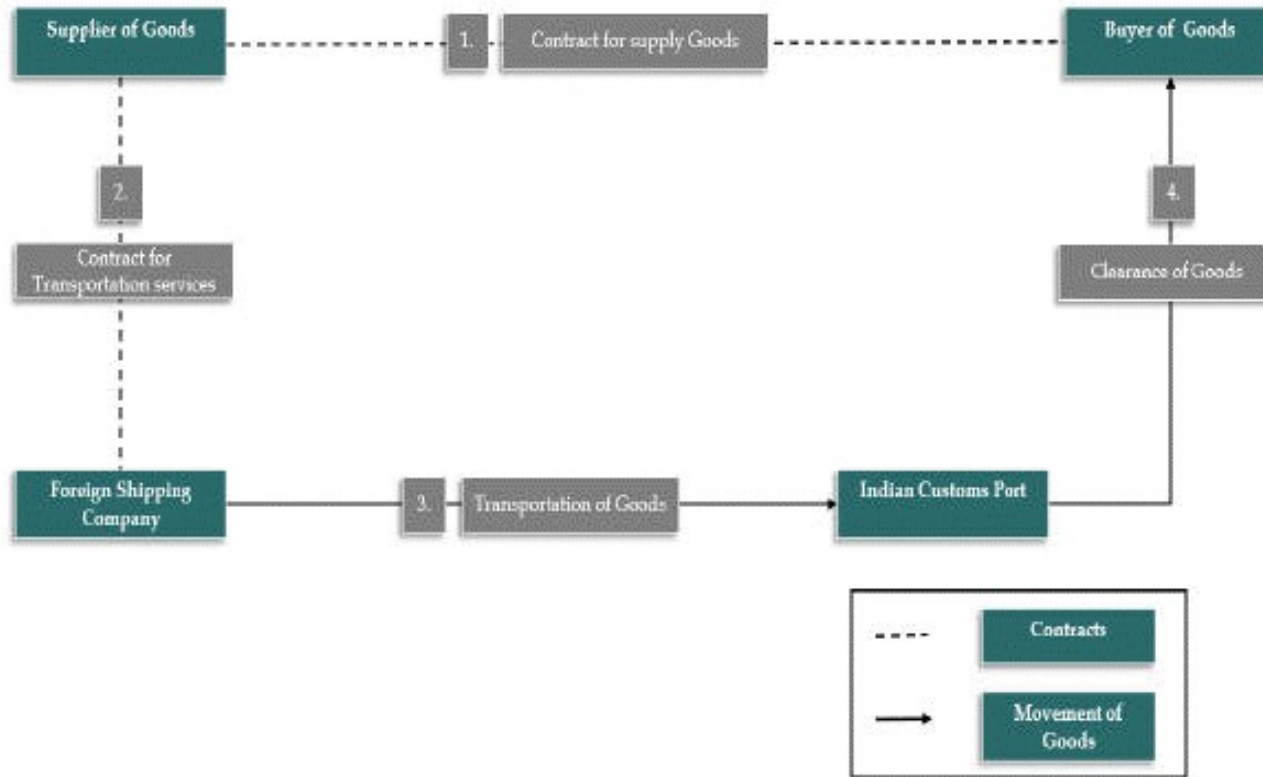 Supplier of Goods
1.
Contract for supply Goods
Buyer of Goods
2.
Contract for
Transportation services
4.
Clearance of Goods
Foreign Shipping
Company
3.
Transportation of Goods
Indian Customs Port
Contracts
Movement of
Goods